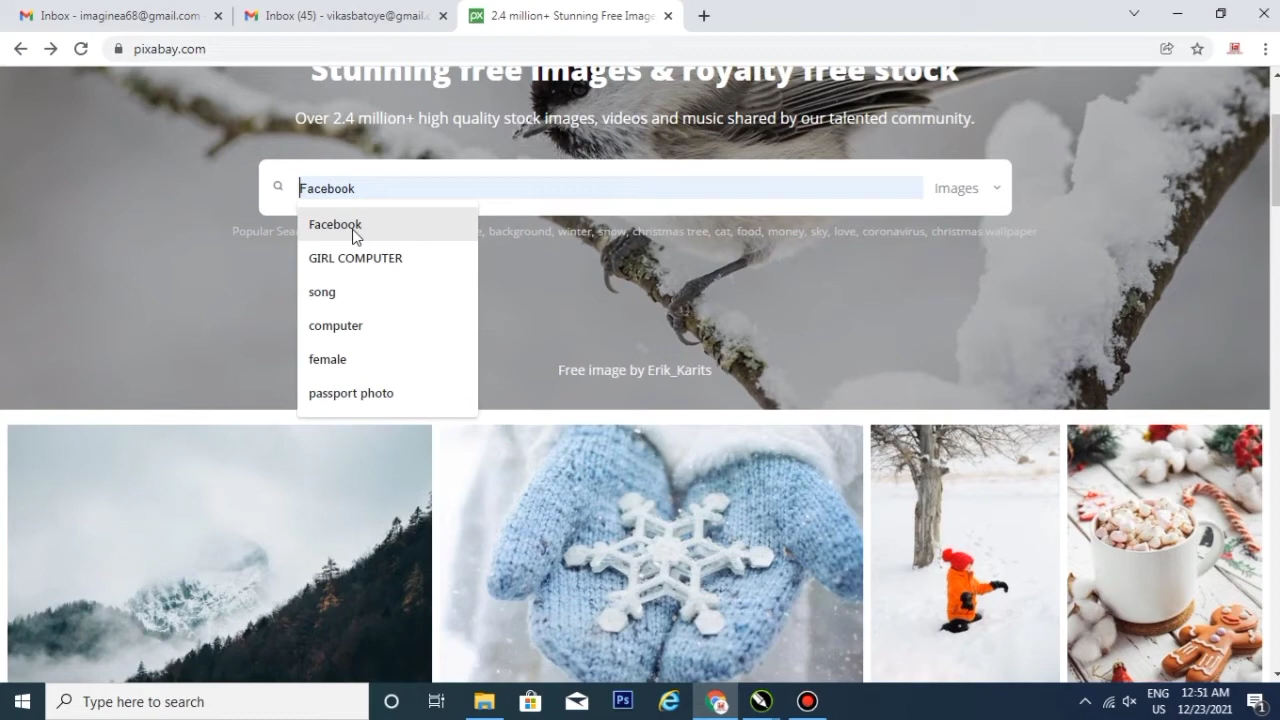 Inbox - imaginea68@gmail.com
Inbox (45) - vikasbatoye@gmail.c
2.4 million+ Stunning Free Image
pixabay.com
Stunning free images & royalty free stock
Over 2.4 million+ high quality stock images, videos and music shared by our talented community.
Facebook
Images
Popular Sea
e, background, winter, snow, christmas tree, cat, food, money, sky, love, coronavirus, christmas wallpaper
Facebook
GIRL COMPUTER
song
computer
female
passport photo
Free image by Erik_Karits
Type here to search
Ps
ENG
US
12:51 AM
12/23/2021
1